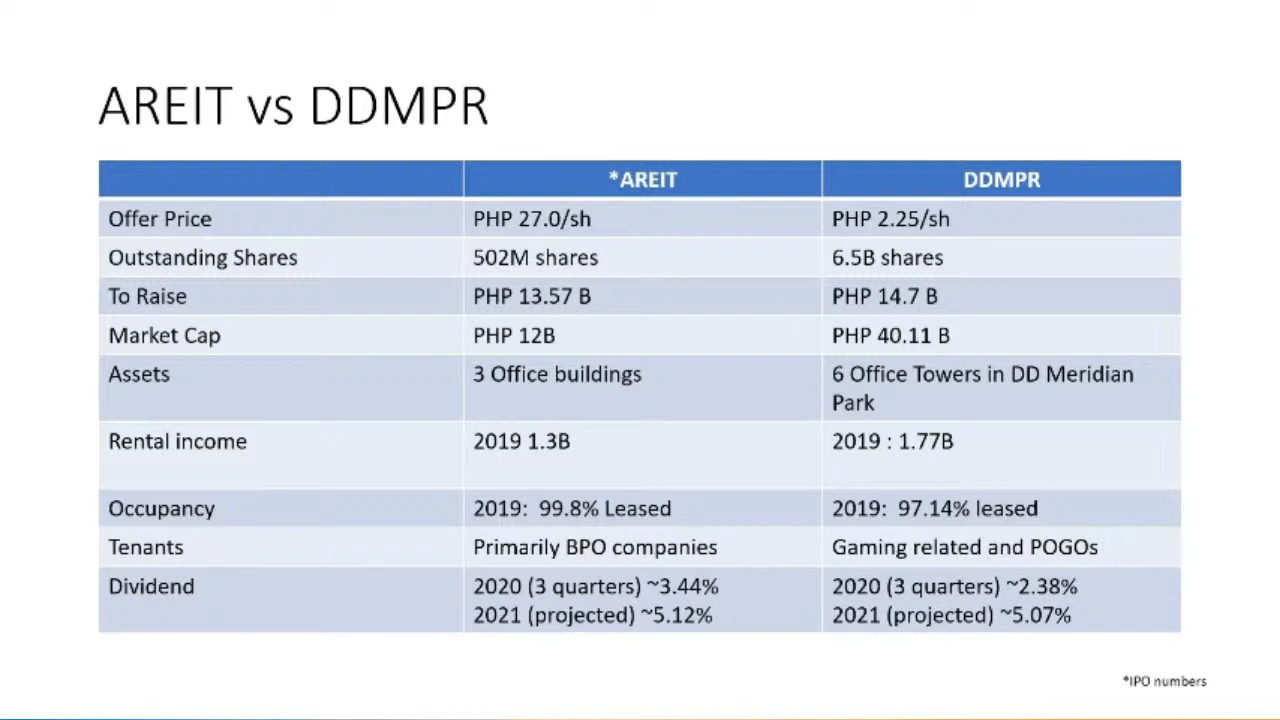 AREIT vs DDMPR
*AREIT DDMPR
Offer Price PHP 27.0/sh PHP 2.25/sh
Outstanding Shares 502M shares 6.5B shares
To Raise PHP 13.57 B PHP 14.7 B
Market Cap PHP 12B PHP 40.11 B
Assets 3 Office buildings 6 Office Towers in DD Meridian
Park
Rental income 2019 1.3B 2019 : 1.77B
Occupancy 2019: 99.8% Leased 2019: 97.14% leased
Tenants Primarily BPO companies Gaming related and POGOs
Dividend 2020 (3 quarters) ~3.44% 2020 (3 quarters) ~2.38%
2021 (projected) ~5.12% 2021 (projected) ~5.07%
*IPO numbers